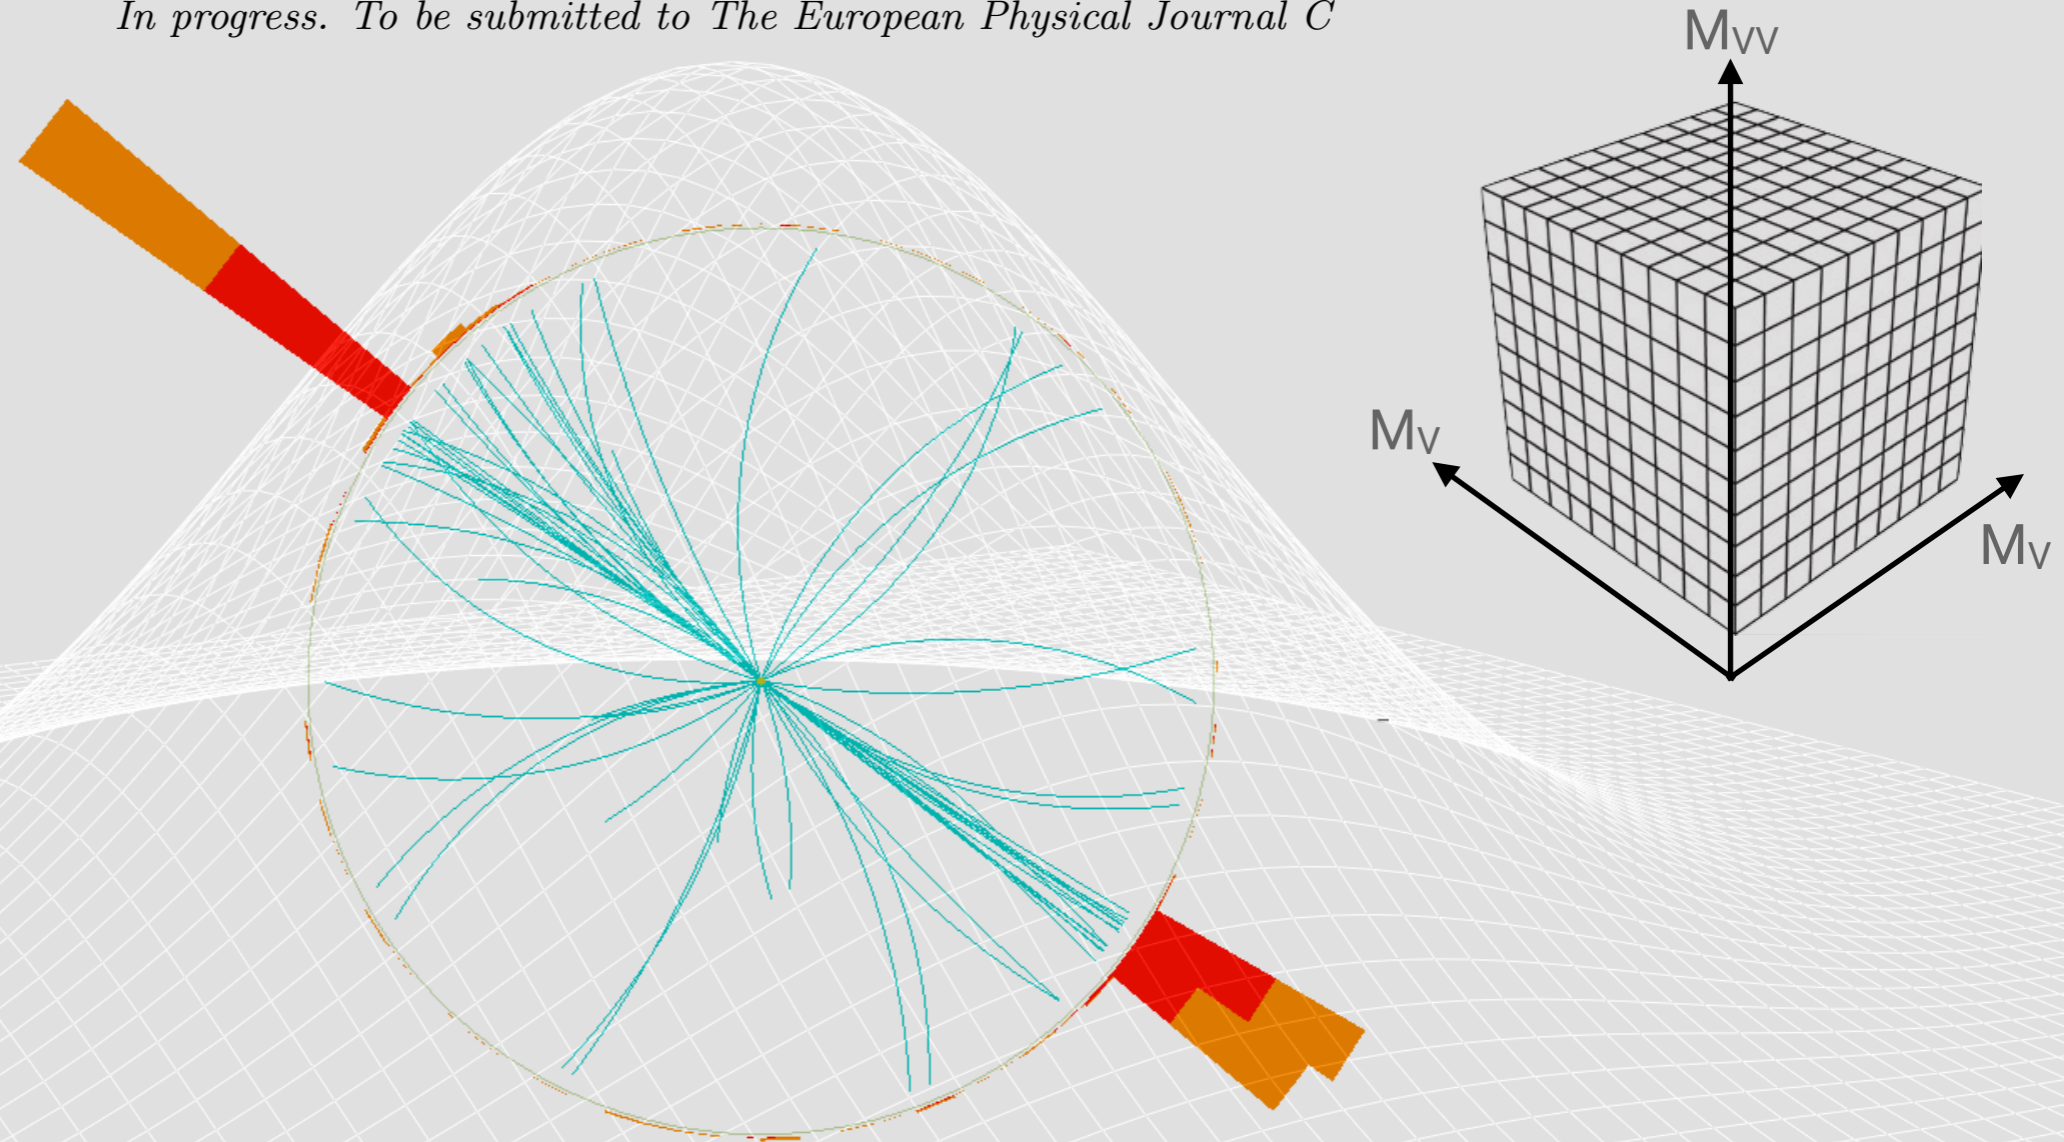 In progress. To be submitted to The European Physical Journal C
MVV
MV
MV